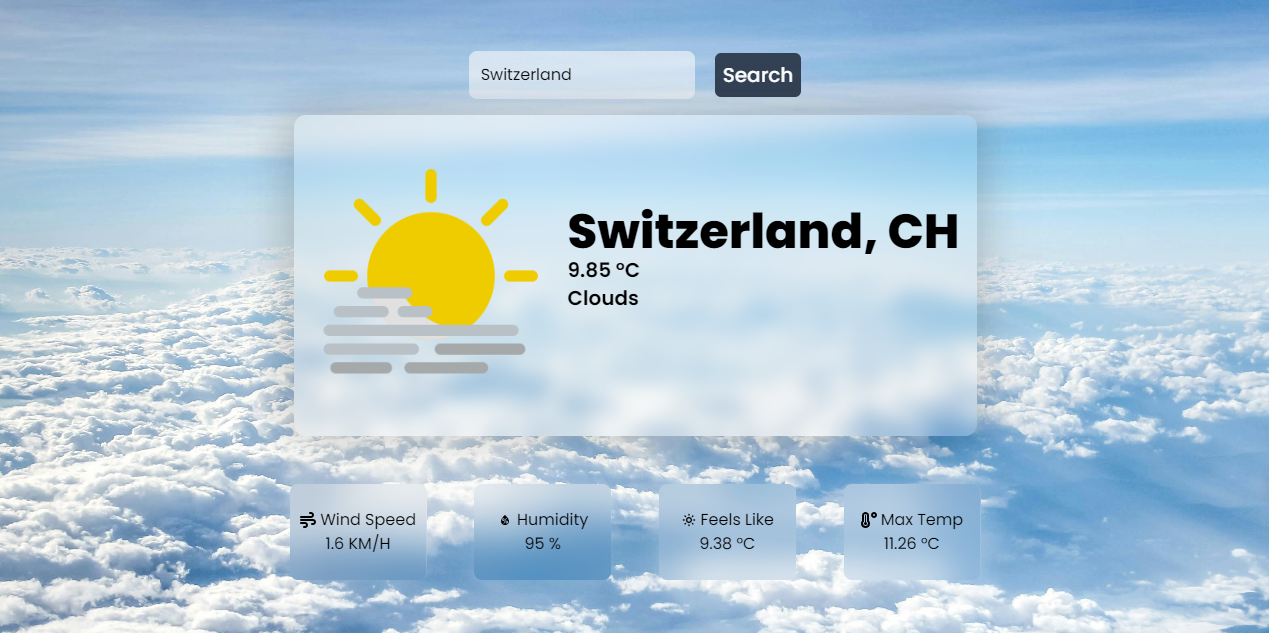 Switzerland
Search
Switzerland, CH
9.85 °C
Clouds
Wind Speed
1.6 KM/H
Humidity
95 %
Feels Like
9.38 °C
Max Temp
11.26 °C